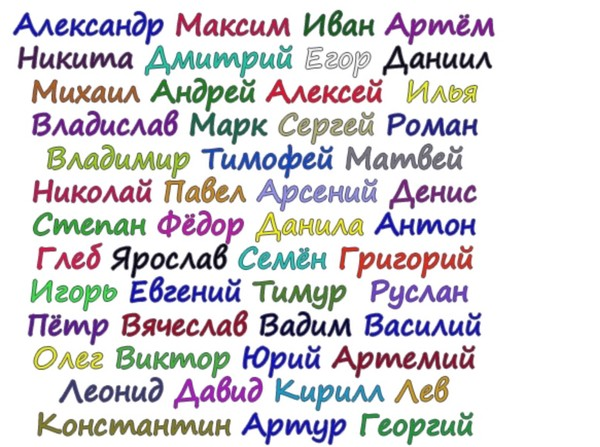 Александр Максим Иван Артём
Никита Дмитрий Егор Даниил
Михаил Андрей Алексей Илья
Владислав Марк Сергей Роман
Владимир Тимофей Матвей
Николай Павел Арсений Денис
Степан Фёдор Данила Антон
Глеб Ярослав Семён Григорий
Игорь Евгений Тимур Руслан
Пётр Вячеслав Вадим Василий
Олег Виктор Юрий Артемий
Леонид Давид Кирилл Лев
Константин Артур Георгий